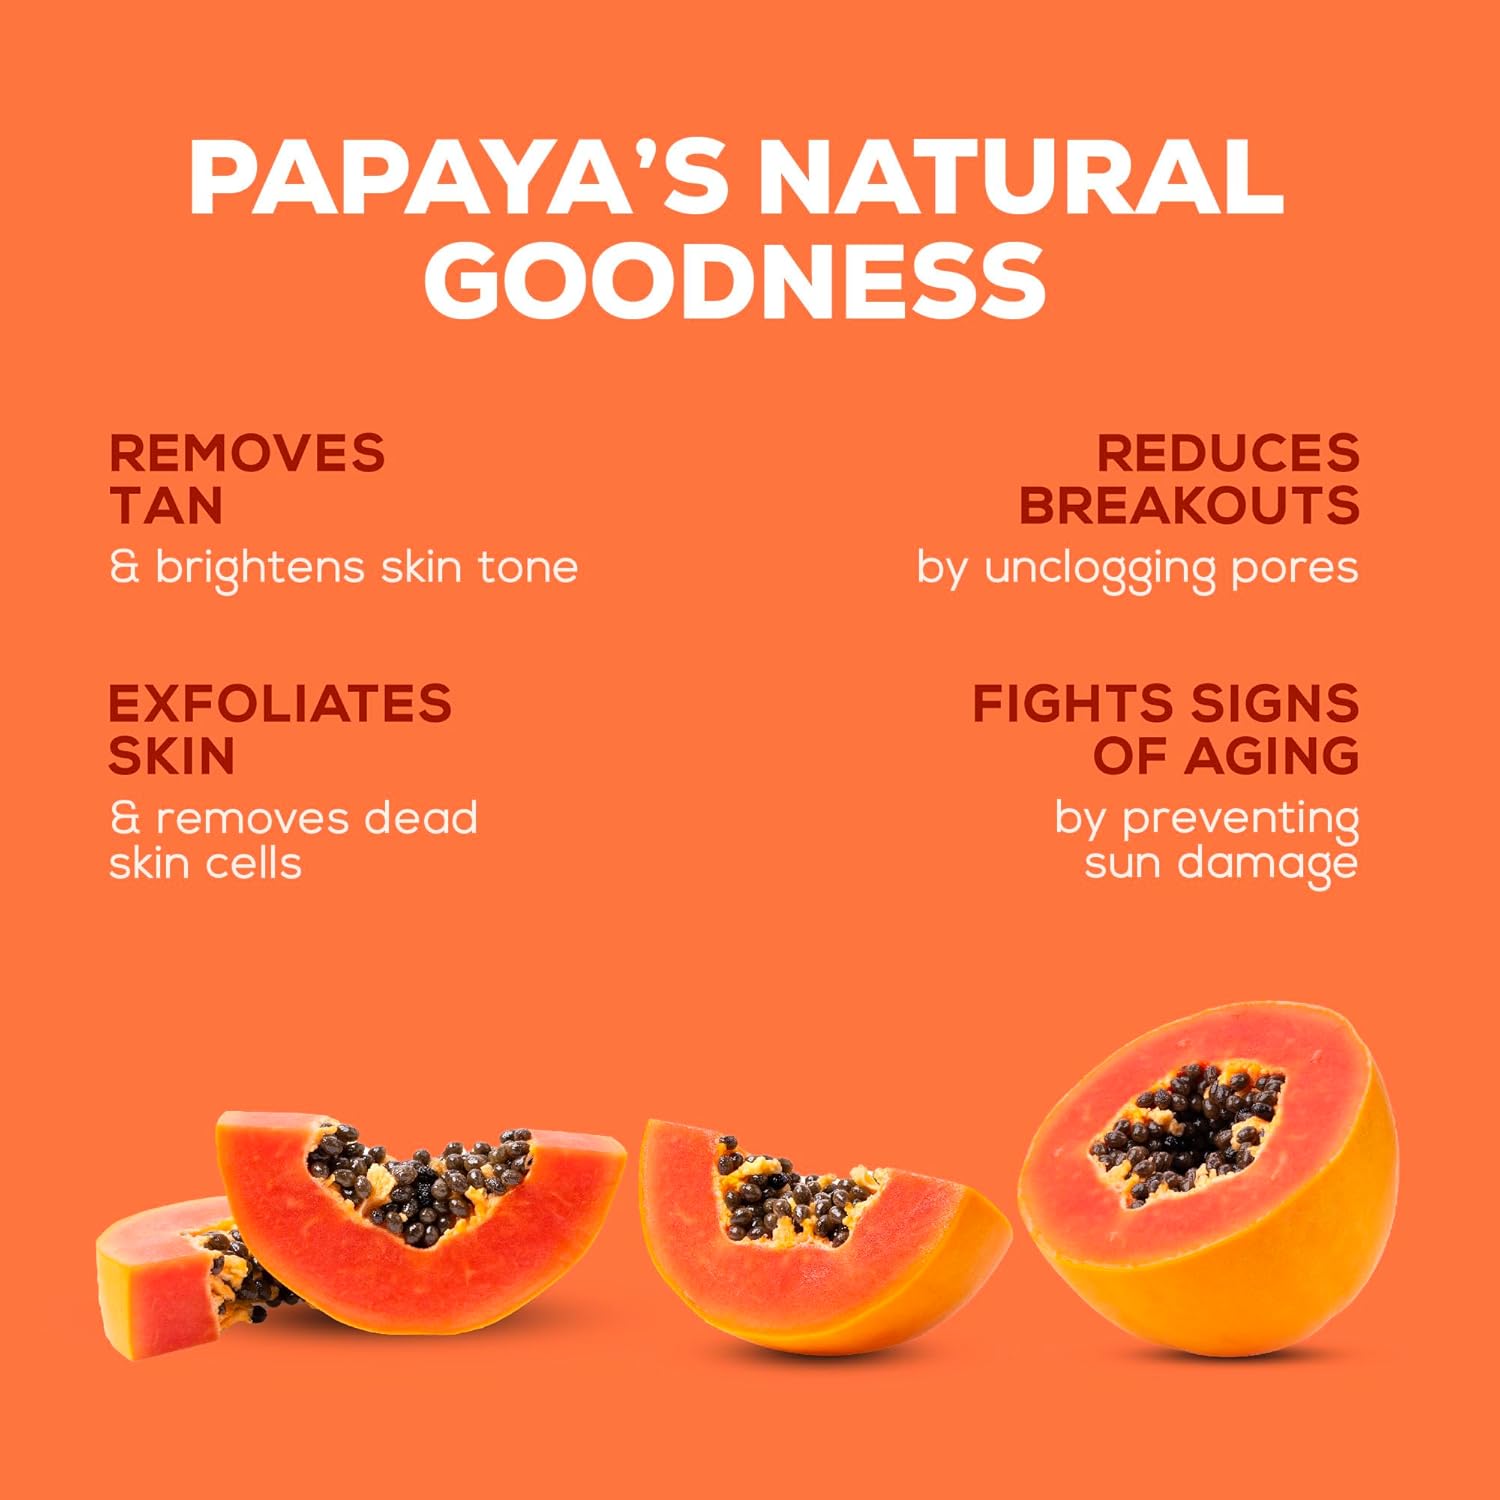 PAPAYA'S NATURAL
GOODNESS
REMOVES
TAN
& brightens skin tone
REDUCES
BREAKOUTS
by unclogging pores
EXFOLIATES
SKIN
& removes dead
skin cells
FIGHTS SIGNS
OF AGING
by preventing
sun damage